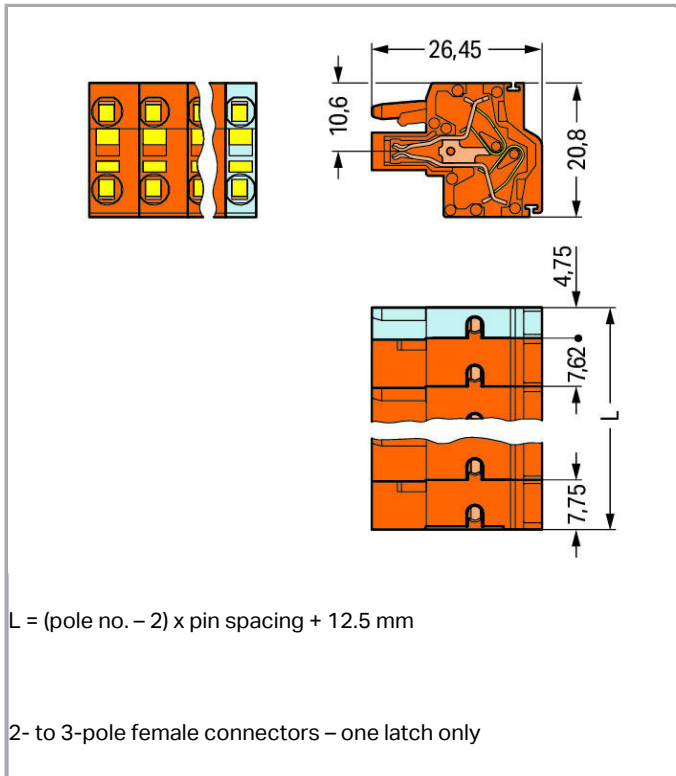 26,45
10,6
20,8
4,75
7,62
L
7,75
L = (pole no. – 2) x pin spacing + 12.5 mm
2- to 3-pole female connectors – one latch only